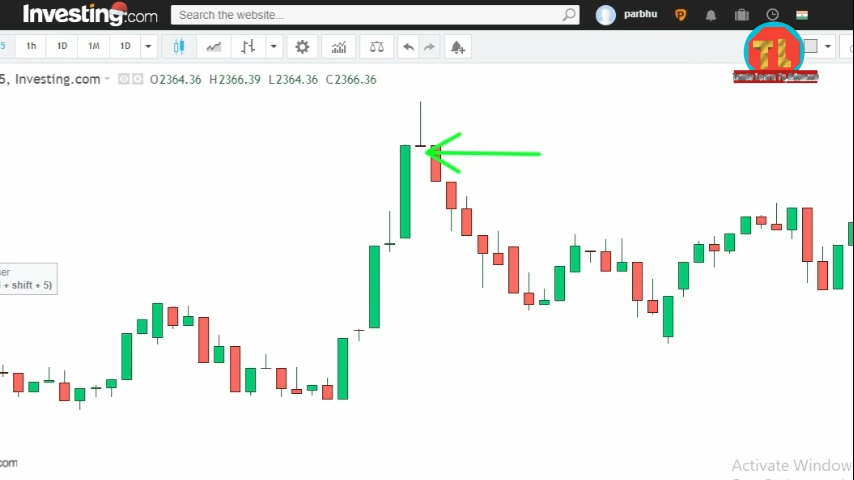 Investing.com
Search the website...
parbhu
5 1h 1D 1M 1D
TL
5, Investing.com O2364.36 H2366.39 L2364.36 C2366.36
ser
+ shift + 5)
com
Activate Window